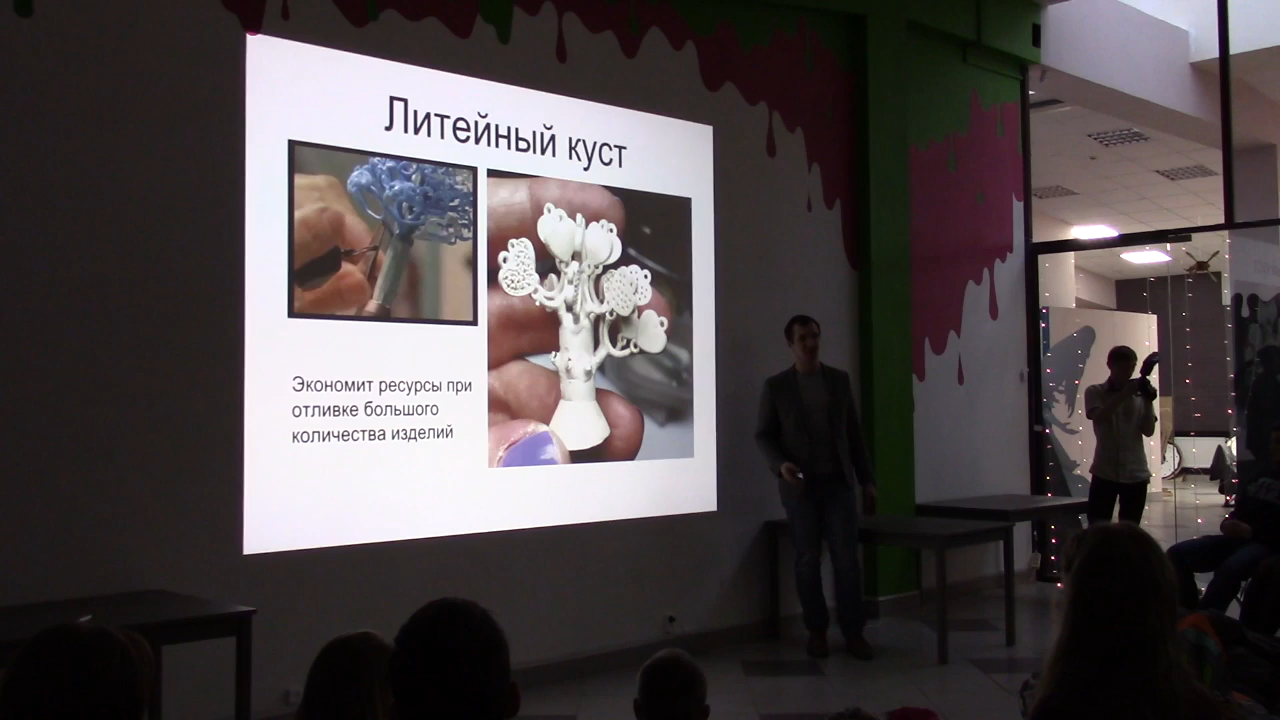 Литейный куст
Экономит ресурсы при
отливке большого
количества изделий